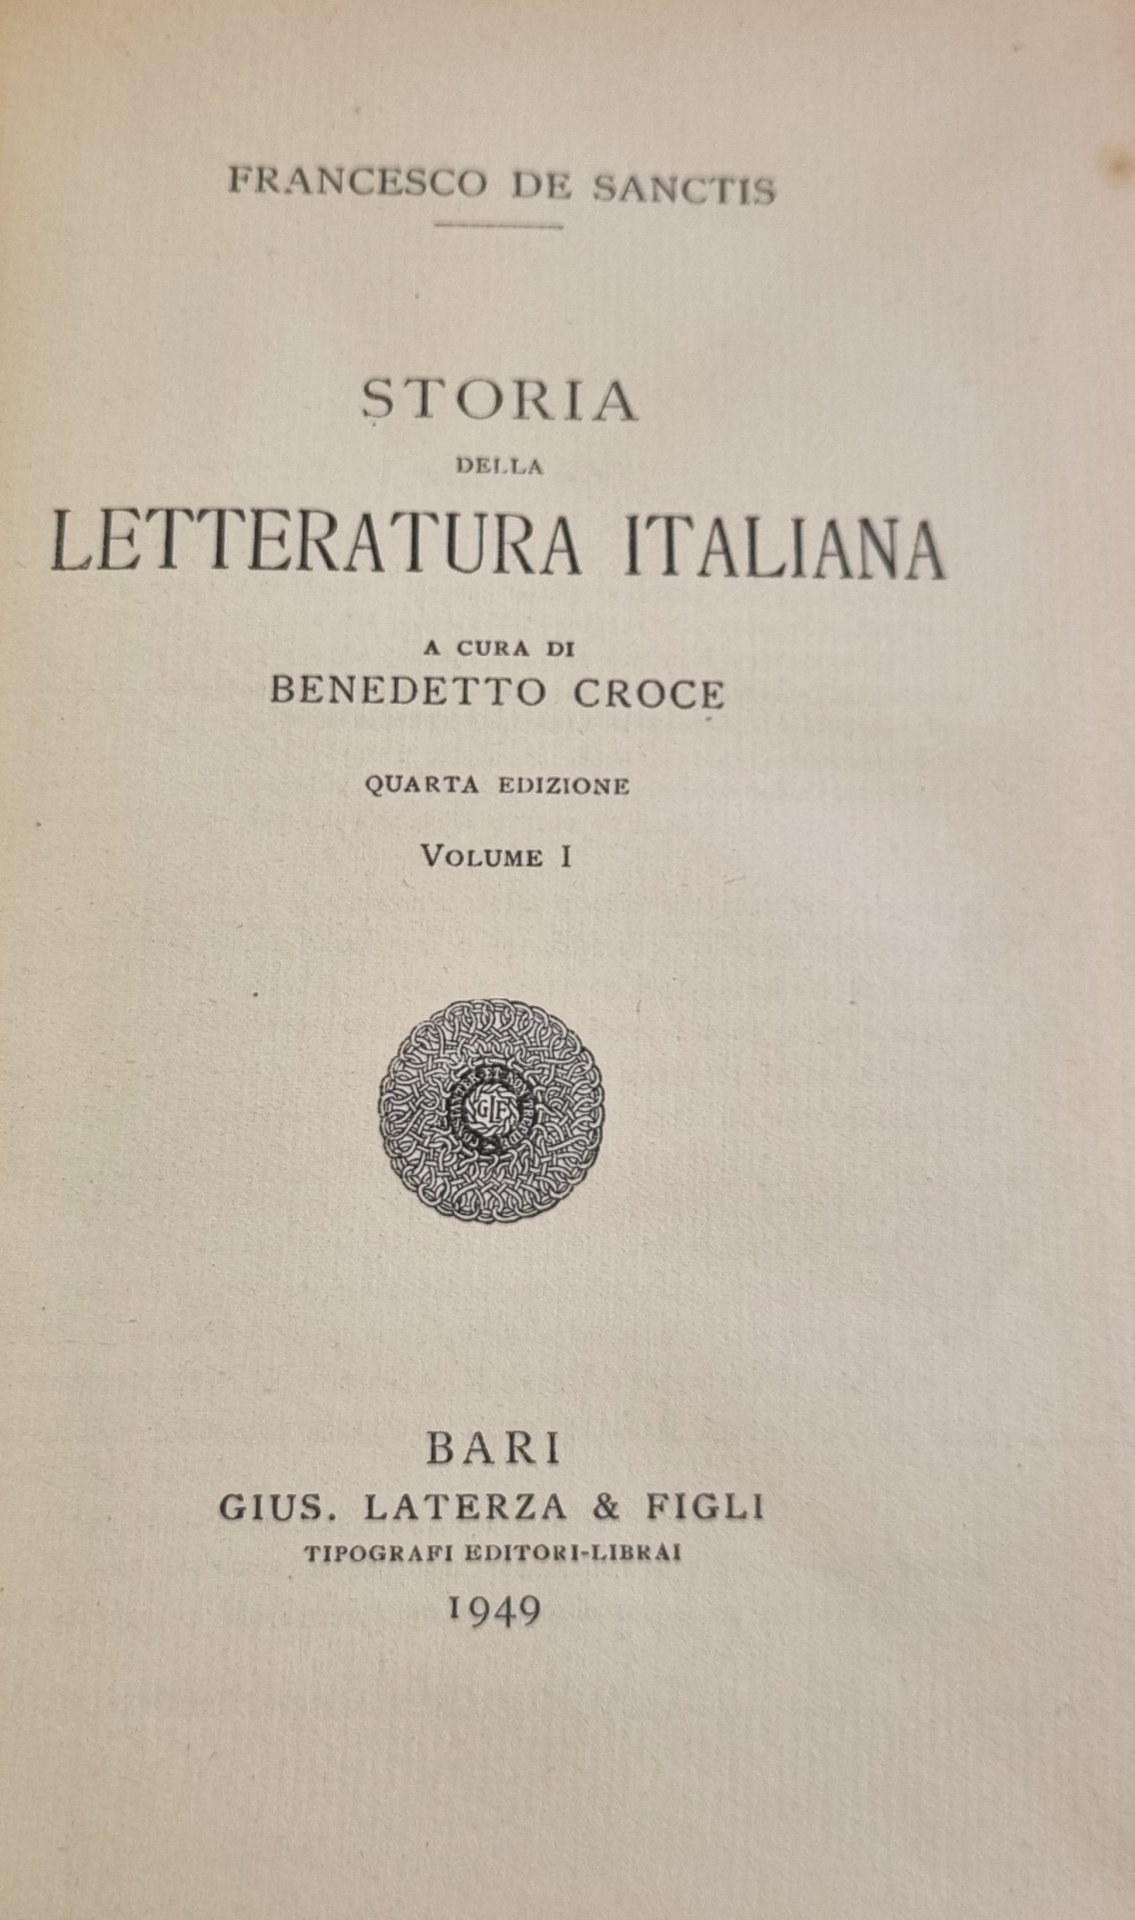 FRANCESCO DE SANCTIS
STORIA
DELLA
LETTERATURA ITALIANA
A CURA DI
BENEDETTO CROCE
QUARTA EDIZIONE
VOLUME I
GLF
BARI
GIUS. LATERZA & FIGLI
TIPOGRAFI EDITORI-LIBRAI
1949